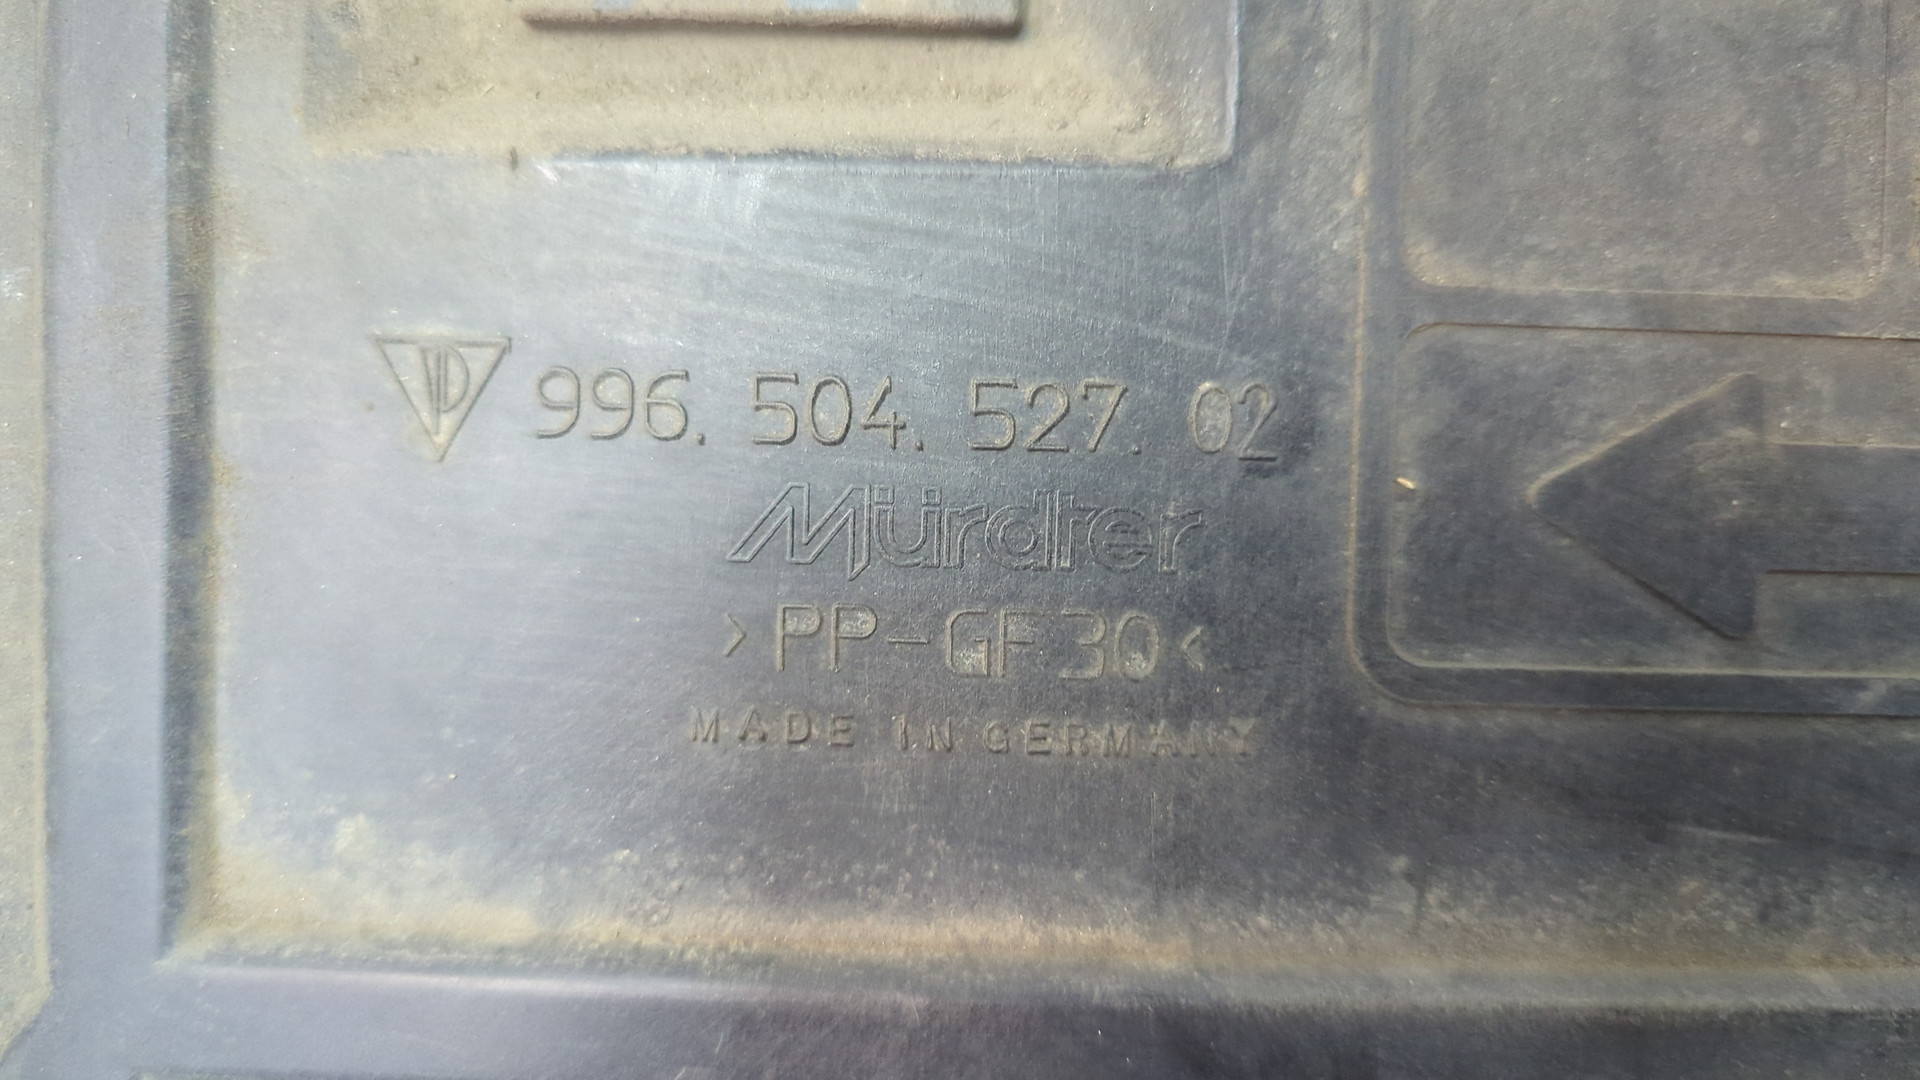 996. 504. 527. 02
Mürdter
>PP-GF30<
MADE IN GERMANY